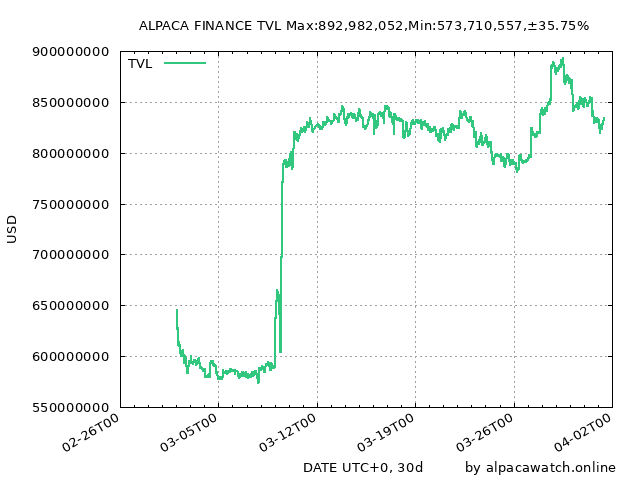 ALPACA FINANCE TVL Max:892,982,052,Min:573,710,557,±35.75%
TVL
900000000
850000000
800000000
750000000
700000000
650000000
600000000
550000000
USD
02-26T00
03-05T00
03-12T00
03-19T00
03-26T00
04-02T00
DATE UTC+0, 30d
by alpacawatch.online